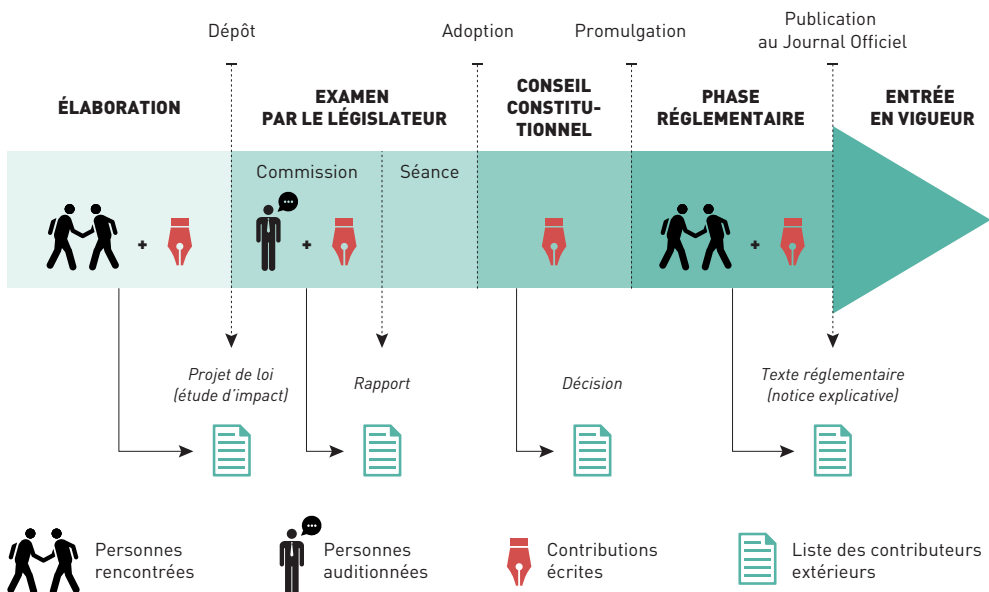 Dépôt
Adoption
Promulgation
Publication
au Journal Officiel
ÉLABORATION
EXAMEN
PAR LE LÉGISLATEUR
CONSEIL
CONSTITU-
TIONNEL
PHASE
RÉGLEMENTAIRE
ENTRÉE
EN VIGUEUR
Commission
Séance
+
+
+
Projet de loi
(étude d'impact)
Rapport
Décision
Texte réglementaire
(notice explicative)
Personnes
rencontrées
Personnes
auditionnées
Contributions
écrites
Liste des contributeurs
extérieurs